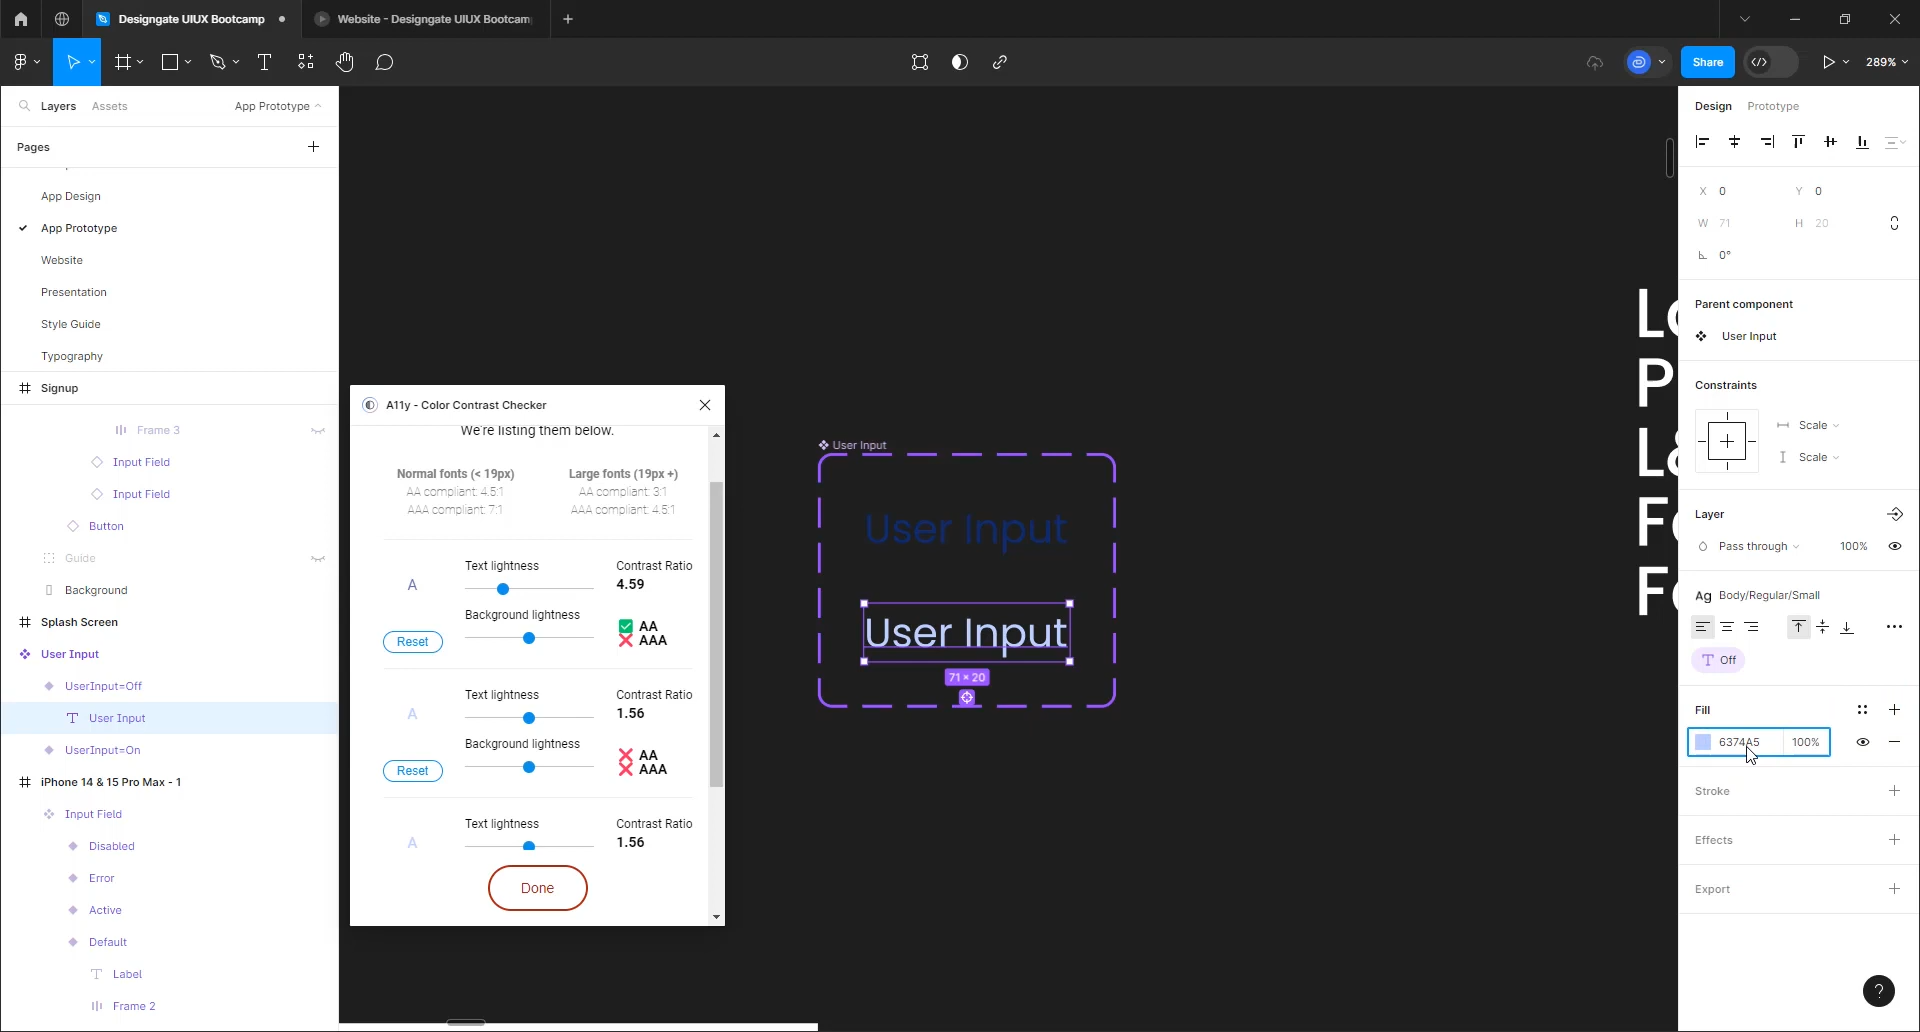 Designgate UIUX Bootcamp
Website - Designgate UIUX Bootcam
Share
289%
Layers
Assets
App Prototype
Pages
App Design
App Prototype
Website
Presentation
Style Guide
Typography
Signup
Frame 3
Input Field
Input Field
Button
Guide
Background
Splash Screen
User Input
UserInput=Off
User Input
UserInput=On
iPhone 14 & 15 Pro Max - 1
Input Field
Disabled
Error
Active
Default
Label
Frame 2
A11y - Color Contrast Checker
We're listing them below.
Normal fonts (< 19px)
AA compliant: 4.5:1
AAA compliant: 7:1
Large fonts (19px +)
AA compliant: 3:1
AAA compliant: 4.5:1
A
Text lightness
Contrast Ratio
4.59
Background lightness
AA
AAA
Reset
A
Text lightness
Contrast Ratio
1.56
Background lightness
AA
AAA
Reset
A
Text lightness
Contrast Ratio
1.56
Done
User Input
User Input
User Input
71 × 20
Design
Prototype
X 0
Y 0
W 71
H 20
0°
Parent component
User Input
Constraints
Scale
Scale
Layer
Pass through
100%
Ag Body/Regular/Small
T Off
Fill
6374A5
100%
Stroke
Effects
Export
?